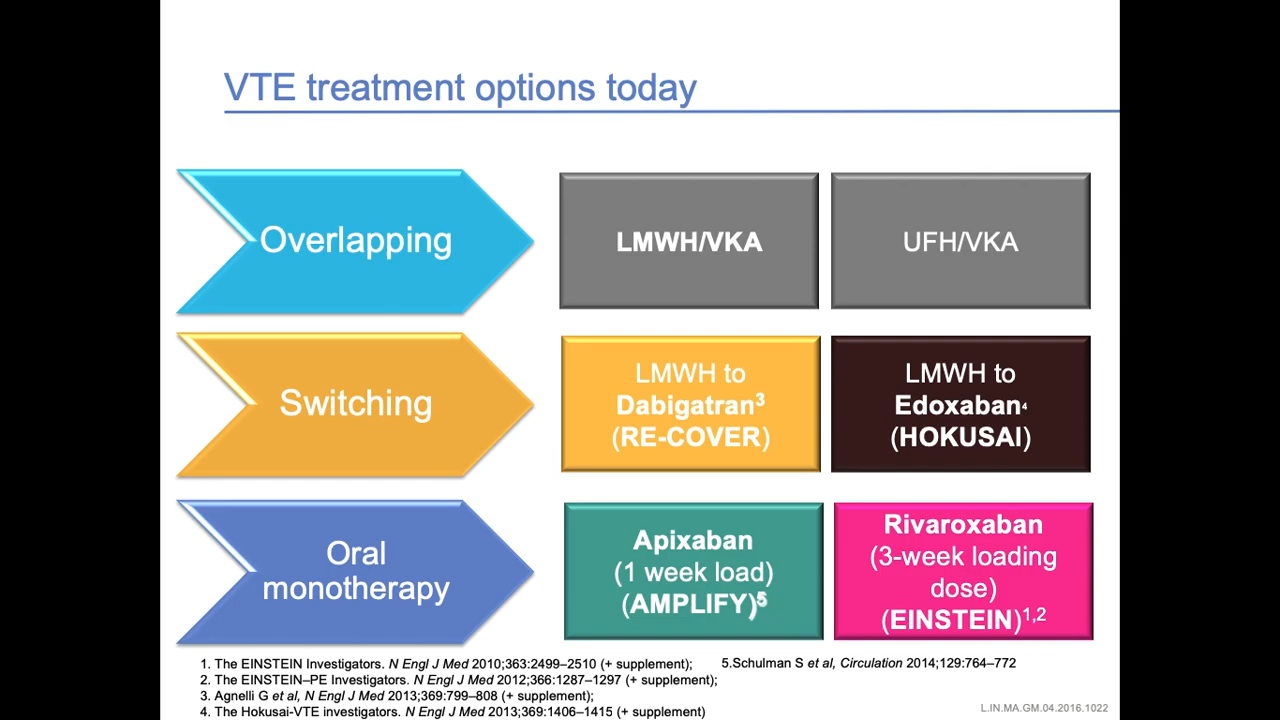 VTE treatment options today
Overlapping
LMWH/VKA
UFH/VKA
Switching
LMWH to
Dabigatran³
(RE-COVER)
LMWH to
Edoxaban⁴
(HOKUSAI)
Oral
monotherapy
Apixaban
(1 week load)
(AMPLIFY)⁵
Rivaroxaban
(3-week loading
dose)
(EINSTEIN)¹,²
1. The EINSTEIN Investigators. N Engl J Med 2010;363:2499–2510 (+ supplement);
2. The EINSTEIN–PE Investigators. N Engl J Med 2012;366:1287–1297 (+ supplement);
3. Agnelli G et al, N Engl J Med 2013;369:799–808 (+ supplement);
4. The Hokusai-VTE investigators. N Engl J Med 2013;369:1406–1415 (+ supplement)
5.Schulman S et al, Circulation 2014;129:764–772
L.IN.MA.GM.04.2016.1022